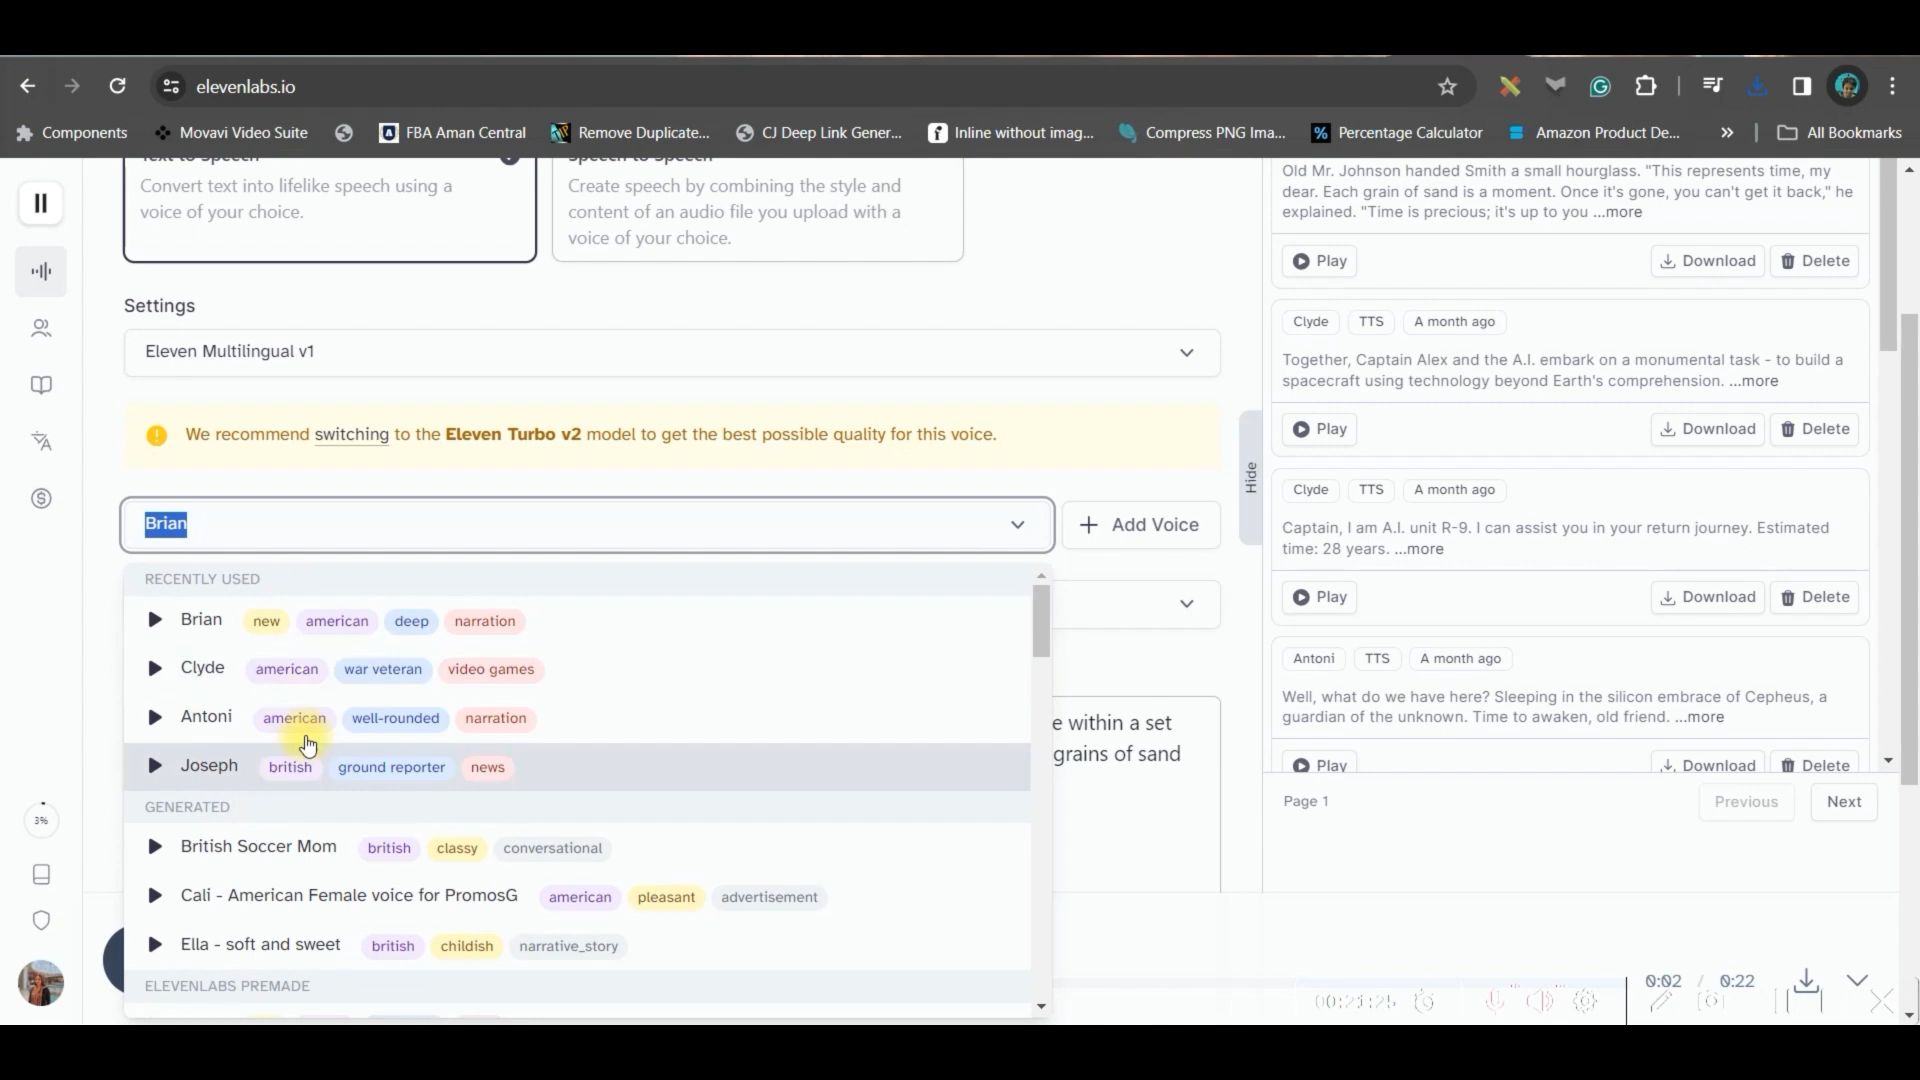 elevenlabs.io
Components
Movavi Video Suite
FBA Aman Central
Remove Duplicate...
CJ Deep Link Gener...
Inline without imag...
Compress PNG Ima...
Percentage Calculator
Amazon Product De...
All Bookmarks
Text to Speech
Convert text into lifelike speech using a
voice of your choice.
Speech to Speech
Create speech by combining the style and
content of an audio file you upload with a
voice of your choice.
Settings
Eleven Multilingual v1
We recommend switching to the Eleven Turbo v2 model to get the best possible quality for this voice.
Brian
+ Add Voice
RECENTLY USED
Brian new american deep narration
Clyde american war veteran video games
Antoni american well-rounded narration
Joseph british ground reporter news
GENERATED
British Soccer Mom british classy conversational
Cali - American Female voice for PromosG american pleasant advertisement
Ella - soft and sweet british childish narrative_story
ELEVENLABS PREMADE
e within a set
grains of sand
3%
Hide
Old Mr. Johnson handed Smith a small hourglass. "This represents time, my
dear. Each grain of sand is a moment. Once it's gone, you can't get it back," he
explained. "Time is precious; it's up to you ...more
Play Download Delete
Clyde TTS A month ago
Together, Captain Alex and the A.I. embark on a monumental task - to build a
spacecraft using technology beyond Earth's comprehension. ...more
Play Download Delete
Clyde TTS A month ago
Captain, I am A.I. unit R-9. I can assist you in your return journey. Estimated
time: 28 years. ...more
Play Download Delete
Antoni TTS A month ago
Well, what do we have here? Sleeping in the silicon embrace of Cepheus, a
guardian of the unknown. Time to awaken, old friend. ...more
Play Download Delete
Page 1 Previous Next
0:02 / 0:22
00:21:25